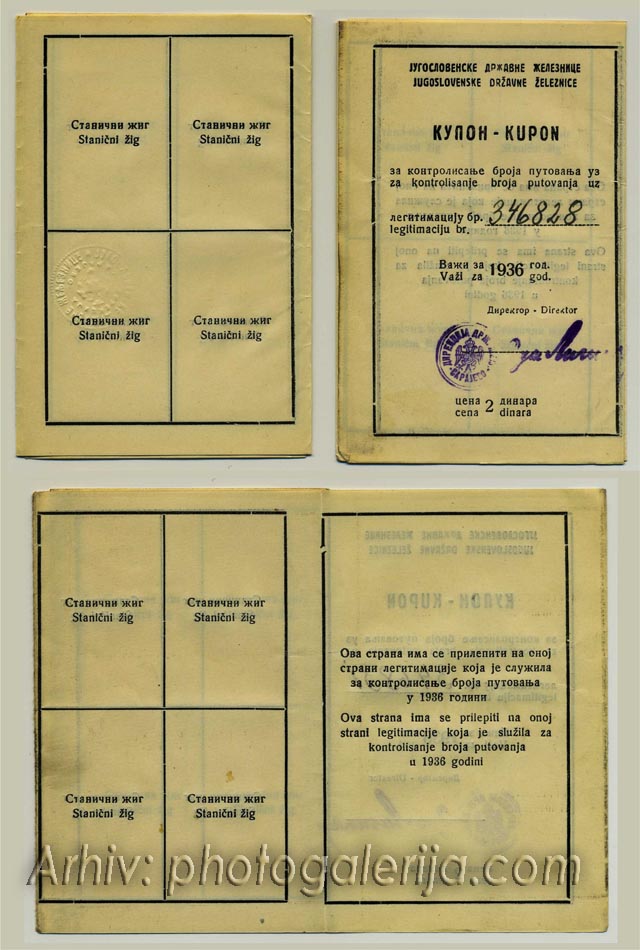 Станични жиг
Stanični žig
Станични жиг
Stanični žig
Станични жиг
Stanični žig
Станични жиг
Stanični žig
ЈУГОСЛОВЕНСКЕ ДРЖАВНЕ ЖЕЛЕЗНИЦЕ
JUGOSLOVENSKE DRŽAVNE ŽELEZNICE
КУПОН - KUPON
за контролисање броја путовања уз
za kontrolisanje broja putovanja uz
легитимацију бр. 346828
legitimaciju br.
Важи за 1936 год.
Važi za god.
Директор - Director
ДИРЕКЦИЈА ДРЖ.
САРАЈЕВО
цена 2 динара
cena dinara
Станични жиг
Stanični žig
Станични жиг
Stanični žig
Станични жиг
Stanični žig
Станични жиг
Stanični žig
Ова страна има се прилепити на оној
страни легитимације која је служила
за контролисање броја путовања
у 1936 години
Ova strana ima se prilepiti na onoj
strani legitimacije koja je služila za
kontrolisanje broja putovanja
u 1936 godini
Arhiv: photogalerija.com